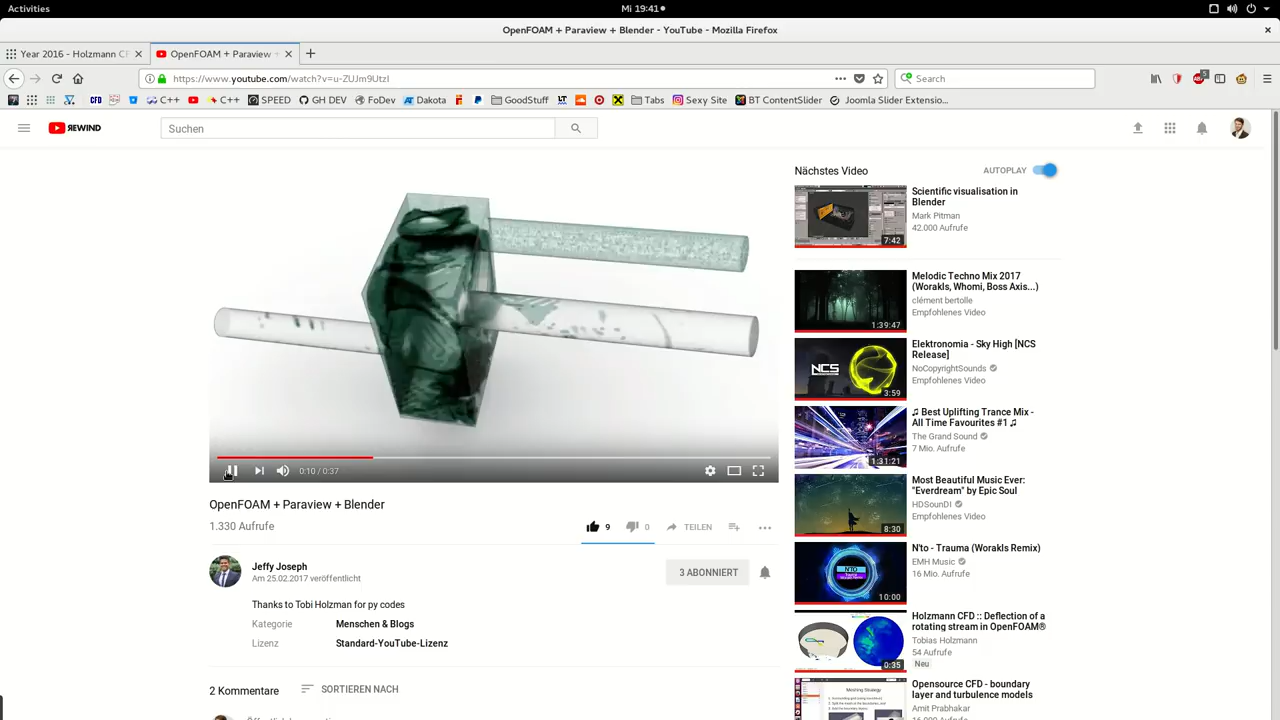 Activities
Mi 19:41
OpenFOAM + Paraview + Blender - YouTube - Mozilla Firefox
Year 2016 - Holzmann CF
OpenFOAM + Paraview +
https://www.youtube.com/watch?v=u-ZUJm9UtzI
Search
CFD
C++
C++
SPEED
GH DEV
FoDev
Dakota
GoodStuff
Tabs
Sexy Site
BT ContentSlider
Joomla Slider Extensio...
REWIND
Suchen
0:10 / 0:37
OpenFOAM + Paraview + Blender
1.330 Aufrufe
9
0
TEILEN
Jeffy Joseph
Am 25.02.2017 veröffentlicht
3 ABONNIERT
Thanks to Tobi Holzman for py codes
Kategorie
Menschen & Blogs
Lizenz
Standard-YouTube-Lizenz
2 Kommentare
SORTIEREN NACH
Nächstes Video
AUTOPLAY
7:42
Scientific visualisation in
Blender
Mark Pitman
42.000 Aufrufe
1:39:47
Melodic Techno Mix 2017
(Worakls, Whomi, Boss Axis...)
clément bertolle
Empfohlenes Video
NCS
3:59
Elektronomia - Sky High [NCS
Release]
NoCopyrightSounds
Empfohlenes Video
1:31:21
♫ Best Uplifting Trance Mix -
All Time Favourites #1 ♫
The Grand Sound
7 Mio. Aufrufe
8:30
Most Beautiful Music Ever:
"Everdream" by Epic Soul
HDSounDI
Empfohlenes Video
10:00
N'to - Trauma (Worakls Remix)
EMH Music
16 Mio. Aufrufe
0:35
Holzmann CFD :: Deflection of a
rotating stream in OpenFOAM®
Tobias Holzmann
54 Aufrufe
Neu
Meshing Strategy
Opensource CFD - boundary
layer and turbulence models
Amit Prabhakar